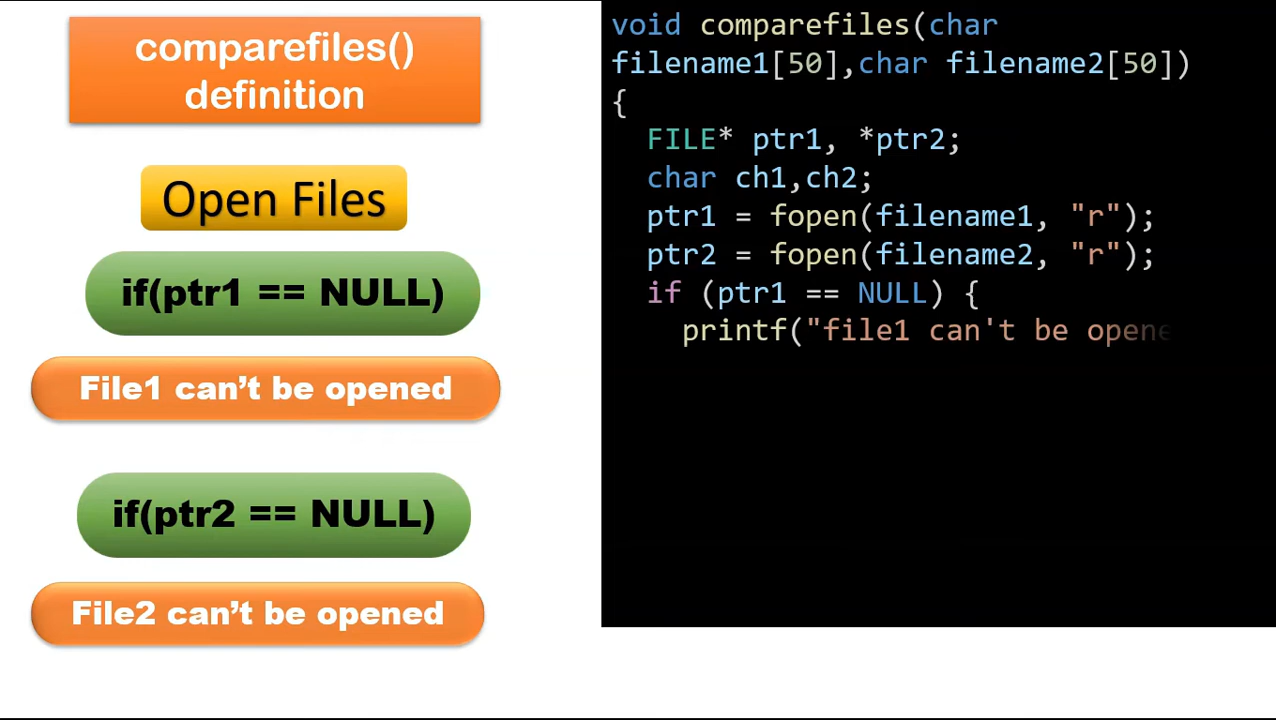 comparefiles()
definition
Open Files
if(ptr1 == NULL)
File1 can’t be opened
if(ptr2 == NULL)
File2 can’t be opened
void comparefiles(char
filename1[50],char filename2[50])
{
FILE* ptr1, *ptr2;
char ch1,ch2;
ptr1 = fopen(filename1, "r");
ptr2 = fopen(filename2, "r");
if (ptr1 == NULL) {
printf("file1 can't be opene